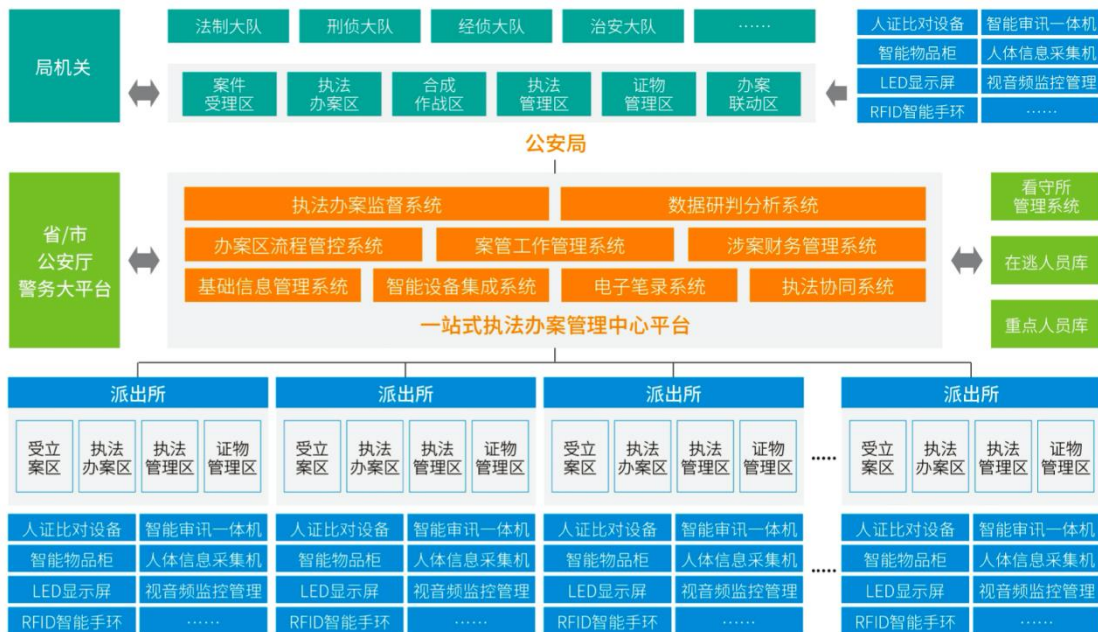 局机关
法制大队
刑侦大队
经侦大队
治安大队
······
案件
受理区
执法
办案区
合成
作战区
执法
管理区
证物
管理区
办案
联动区
人证比对设备
智能审讯一体机
智能物品柜
人体信息采集机
LED显示屏
视音频监控管理
RFID智能手环
······
公安局
省/市
公安厅
警务大平台
执法办案监督系统
数据研判分析系统
办案区流程管控系统
案管工作管理系统
涉案财务管理系统
基础信息管理系统
智能设备集成系统
电子笔录系统
执法协同系统
一站式执法办案管理中心平台
看守所
管理系统
在逃人员库
重点人员库
派出所
受立
案区
执法
办案区
执法
管理区
证物
管理区
人证比对设备
智能审讯一体机
智能物品柜
人体信息采集机
LED显示屏
视音频监控管理
RFID智能手环
······
派出所
受立
案区
执法
办案区
执法
管理区
证物
管理区
人证比对设备
智能审讯一体机
智能物品柜
人体信息采集机
LED显示屏
视音频监控管理
RFID智能手环
······
派出所
受立
案区
执法
办案区
执法
管理区
证物
管理区
人证比对设备
智能审讯一体机
智能物品柜
人体信息采集机
LED显示屏
视音频监控管理
RFID智能手环
······
·····
·····
派出所
受立
案区
执法
办案区
执法
管理区
证物
管理区
人证比对设备
智能审讯一体机
智能物品柜
人体信息采集机
LED显示屏
视音频监控管理
RFID智能手环
······